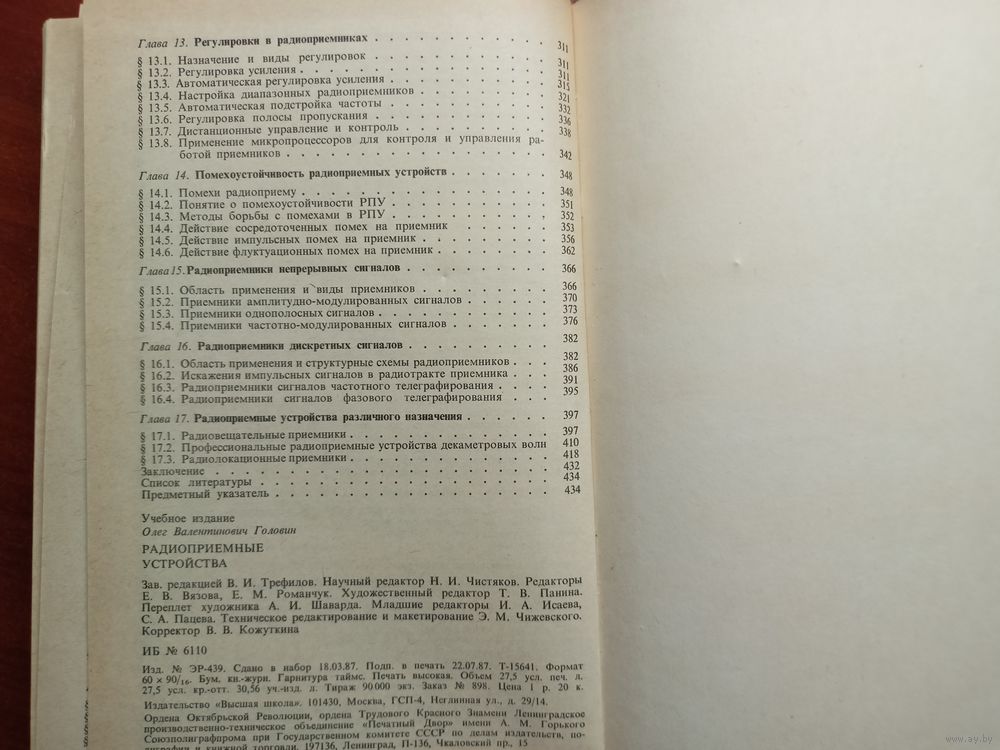 Глава 13. Регулировки в радиоприемниках . . . . . . . . . . . 311
§ 13.1. Назначение и виды регулировок . . . . . . . . . . . 311
§ 13.2. Регулировка усиления . . . . . . . . . . . . . . . 311
§ 13.3. Автоматическая регулировка усиления . . . . . . . . . . 315
§ 13.4. Настройка диапазонных радиоприемников . . . . . . . . . 321
§ 13.5. Автоматическая подстройка частоты . . . . . . . . . . 332
§ 13.6. Регулировка полосы пропускания . . . . . . . . . . . 336
§ 13.7. Дистанционные управление и контроль . . . . . . . . . . 338
§ 13.8. Применение микропроцессоров для контроля и управления ра-
ботой приемников . . . . . . . . . . . . . . . . 342
Глава 14. Помехоустойчивость радиоприемных устройств . . . . . . . 348
§ 14.1. Помехи радиоприему . . . . . . . . . . . . . . . 348
§ 14.2. Понятие о помехоустойчивости РПУ . . . . . . . . . . 351
§ 14.3. Методы борьбы с помехами в РПУ . . . . . . . . . . 352
§ 14.4. Действие сосредоточенных помех на приемник . . . . . . 353
§ 14.5. Действие импульсных помех на приемник . . . . . . . . 356
§ 14.6. Действие флуктуационных помех на приемник . . . . . . . 362
Глава 15. Радиоприемники непрерывных сигналов . . . . . . . . . 366
§ 15.1. Область применения и виды приемников . . . . . . . . 366
§ 15.2. Приемники амплитудно-модулированных сигналов . . . . . . 370
§ 15.3. Приемники однополосных сигналов . . . . . . . . . . 373
§ 15.4. Приемники частотно-модулированных сигналов . . . . . . 376
Глава 16. Радиоприемники дискретных сигналов . . . . . . . . . 382
§ 16.1. Область применения и структурные схемы радиоприемников . . . 382
§ 16.2. Искажения импульсных сигналов в радиотракте приемника . . . 386
§ 16.3. Радиоприемники сигналов частотного телеграфирования . . . 391
§ 16.4. Радиоприемники сигналов фазового телеграфирования . . . 395
Глава 17. Радиоприемные устройства различного назначения . . . . . . 397
§ 17.1. Радиовещательные приемники . . . . . . . . . . . . 397
§ 17.2. Профессиональные радиоприемные устройства декаметровых волн 410
§ 17.3. Радиолокационные приемники . . . . . . . . . . . . 418
Заключение . . . . . . . . . . . . . . . . . . . 432
Список литературы . . . . . . . . . . . . . . . . . 434
Предметный указатель . . . . . . . . . . . . . . . . 434
Учебное издание
Олег Валентинович Головин
РАДИОПРИЕМНЫЕ
УСТРОЙСТВА
Зав. редакцией В. И. Трефилов. Научный редактор Н. И. Чистяков. Редакторы
Е. В. Вязова, Е. М. Романчук. Художественный редактор Т. В. Панина.
Переплет художника А. И. Шаварда. Младшие редакторы И. А. Исаева,
С. А. Пацева. Техническое редактирование и макетирование Э. М. Чижевского.
Корректор В. В. Кожуткина
ИБ № 6110
Изд. № ЭР-439. Сдано в набор 18.03.87. Подп. в печать 22.07.87. Т-15641. Формат
60 × 90/16. Бум. кн.-журн. Гарнитура таймс. Печать высокая. Объем 27,5 усл. печ. л.
27,5 усл. кр.-отт. 30,56 уч.-изд. л. Тираж 90 000 экз. Заказ № 898. Цена 1 р. 20 к.
Издательство «Высшая школа». 101430, Москва, ГСП-4, Неглинная ул., д. 29/14.
Ордена Октябрьской Революции, ордена Трудового Красного Знамени Ленинградское
производственно-техническое объединение «Печатный Двор» имени А. М. Горького
Союзполиграфпрома при Государственном комитете СССР по делам издательств, по-
лиграфии и книжной торговли. 197136, Ленинград, П-136, Чкаловский пр., 15
www.ay.by